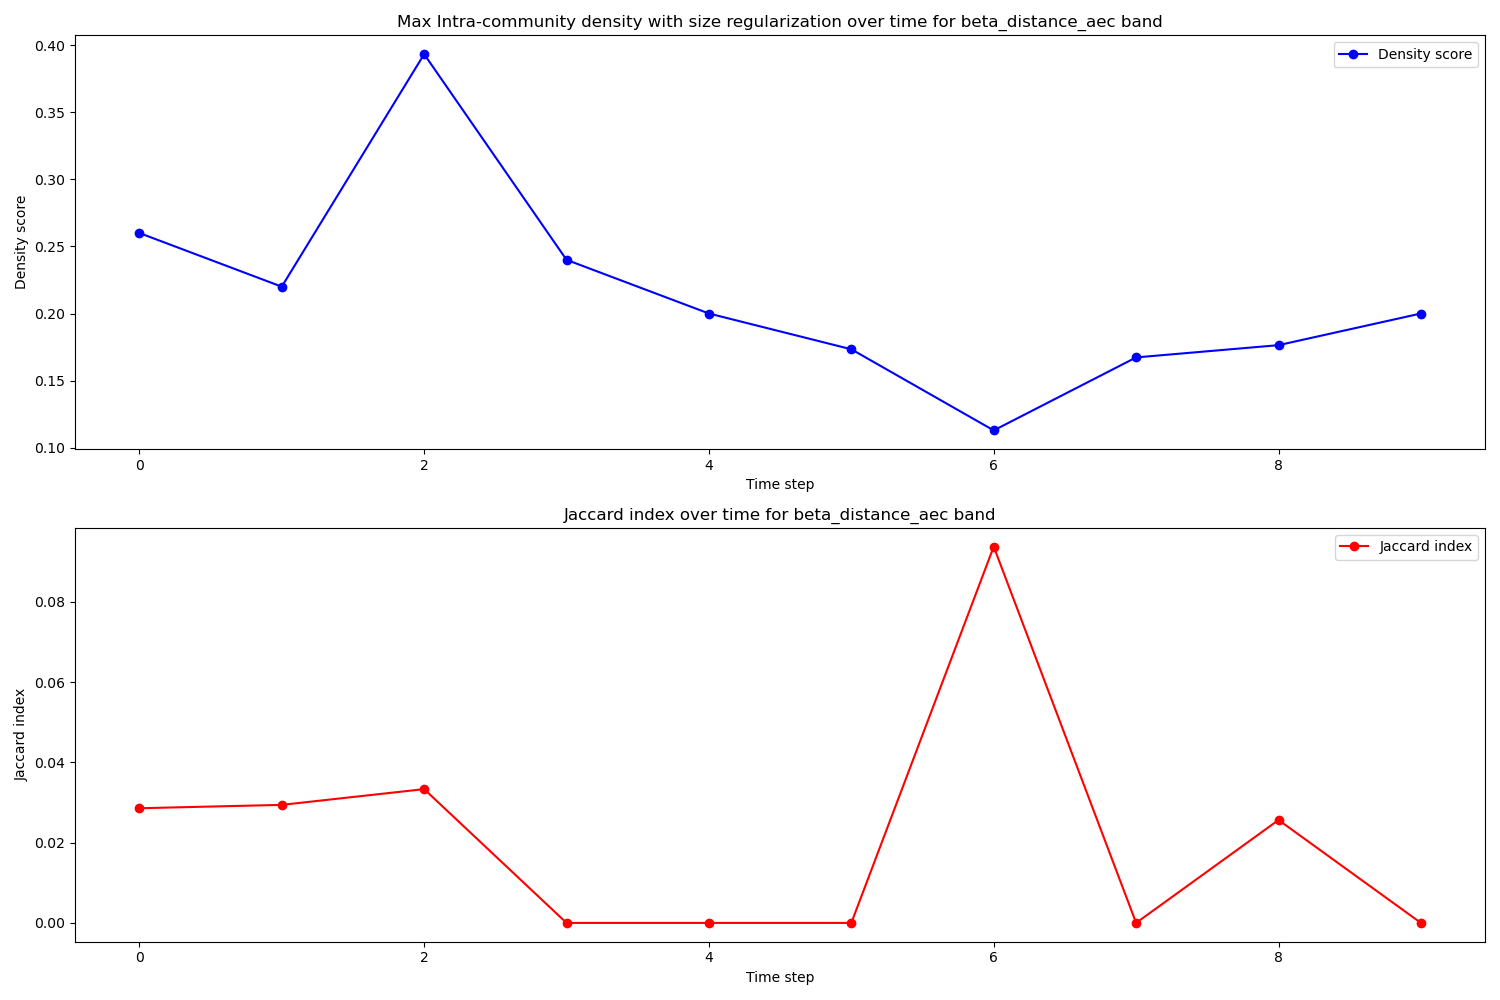 Max Intra-community density with size regularization over time for beta_distance_aec band
Density score
0.40
0.35
0.30
0.25
0.20
0.15
0.10
Density score
0 2 4 6 8
Time step
Jaccard index over time for beta_distance_aec band
Jaccard index
0.08
0.06
0.04
0.02
0.00
Jaccard index
0 2 4 6 8
Time step